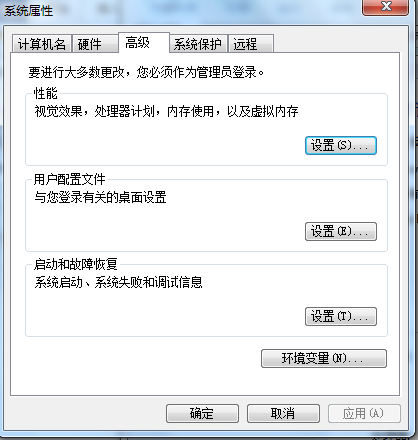 系统属性
计算机名 硬件 高级 系统保护 远程
要进行大多数更改，您必须作为管理员登录。
性能
视觉效果，处理器计划，内存使用，以及虚拟内存
设置(S)...
用户配置文件
与您登录有关的桌面设置
设置(E)...
启动和故障恢复
系统启动、系统失败和调试信息
设置(T)...
环境变量(N)...
确定 取消 应用(A)